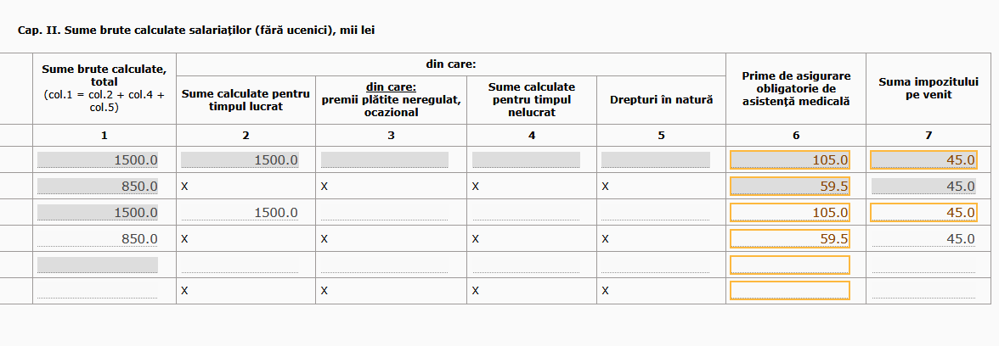 Cap. II. Sume brute calculate salariaților (fără ucenici), mii lei
Sume brute calculate,
total
(col.1 = col.2 + col.4 +
col.5)
din care:
Sume calculate pentru
timpul lucrat
din care:
premii plătite neregulat,
ocazional
Sume calculate
pentru timpul
nelucrat
Drepturi în natură
Prime de asigurare
obligatorie de
asistență medicală
Suma impozitului
pe venit
1 2 3 4 5 6 7
1500.0 1500.0 105.0 45.0
850.0 X X X X 59.5 45.0
1500.0 1500.0 105.0 45.0
850.0 X X X X 59.5 45.0
X X X X